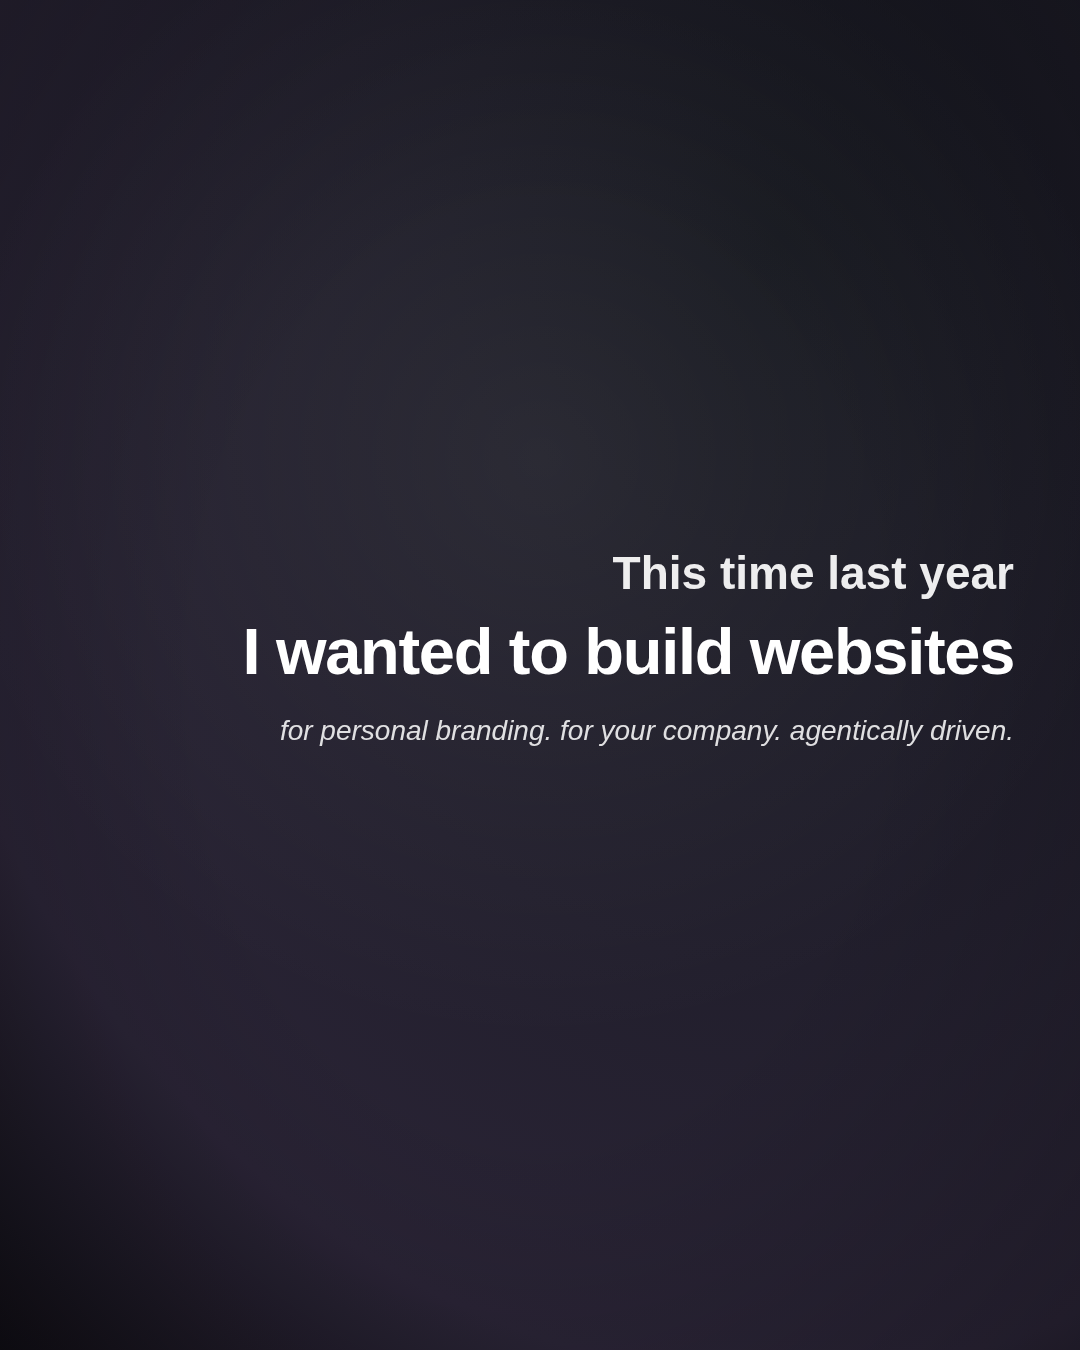 This time last year
I wanted to build websites
for personal branding. for your company. agentically driven.